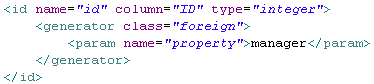 <id name="id" column="ID" type="integer">
<generator class="foreign">
<param name="property">manager</param>
</generator>
</id>